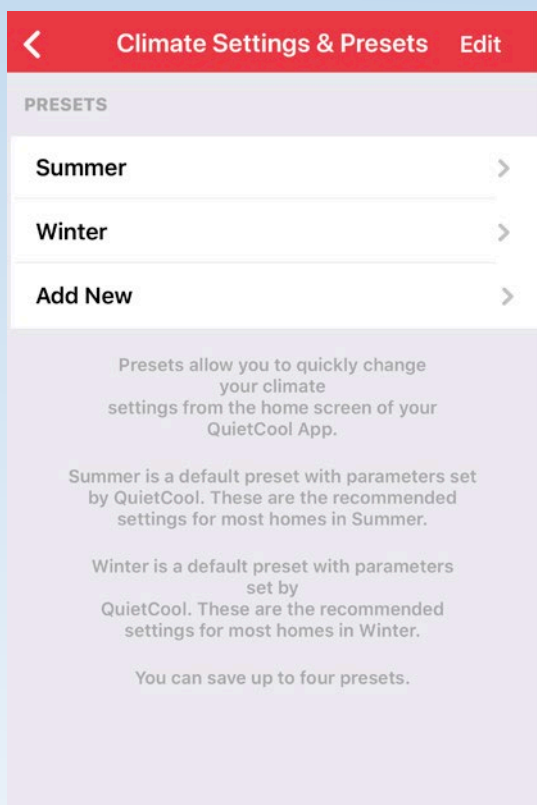 Climate Settings & Presets Edit
PRESETS
Summer
Winter
Add New
Presets allow you to quickly change
your climate
settings from the home screen of your
QuietCool App.
Summer is a default preset with parameters set
by QuietCool. These are the recommended
settings for most homes in Summer.
Winter is a default preset with parameters
set by
QuietCool. These are the recommended
settings for most homes in Winter.
You can save up to four presets.